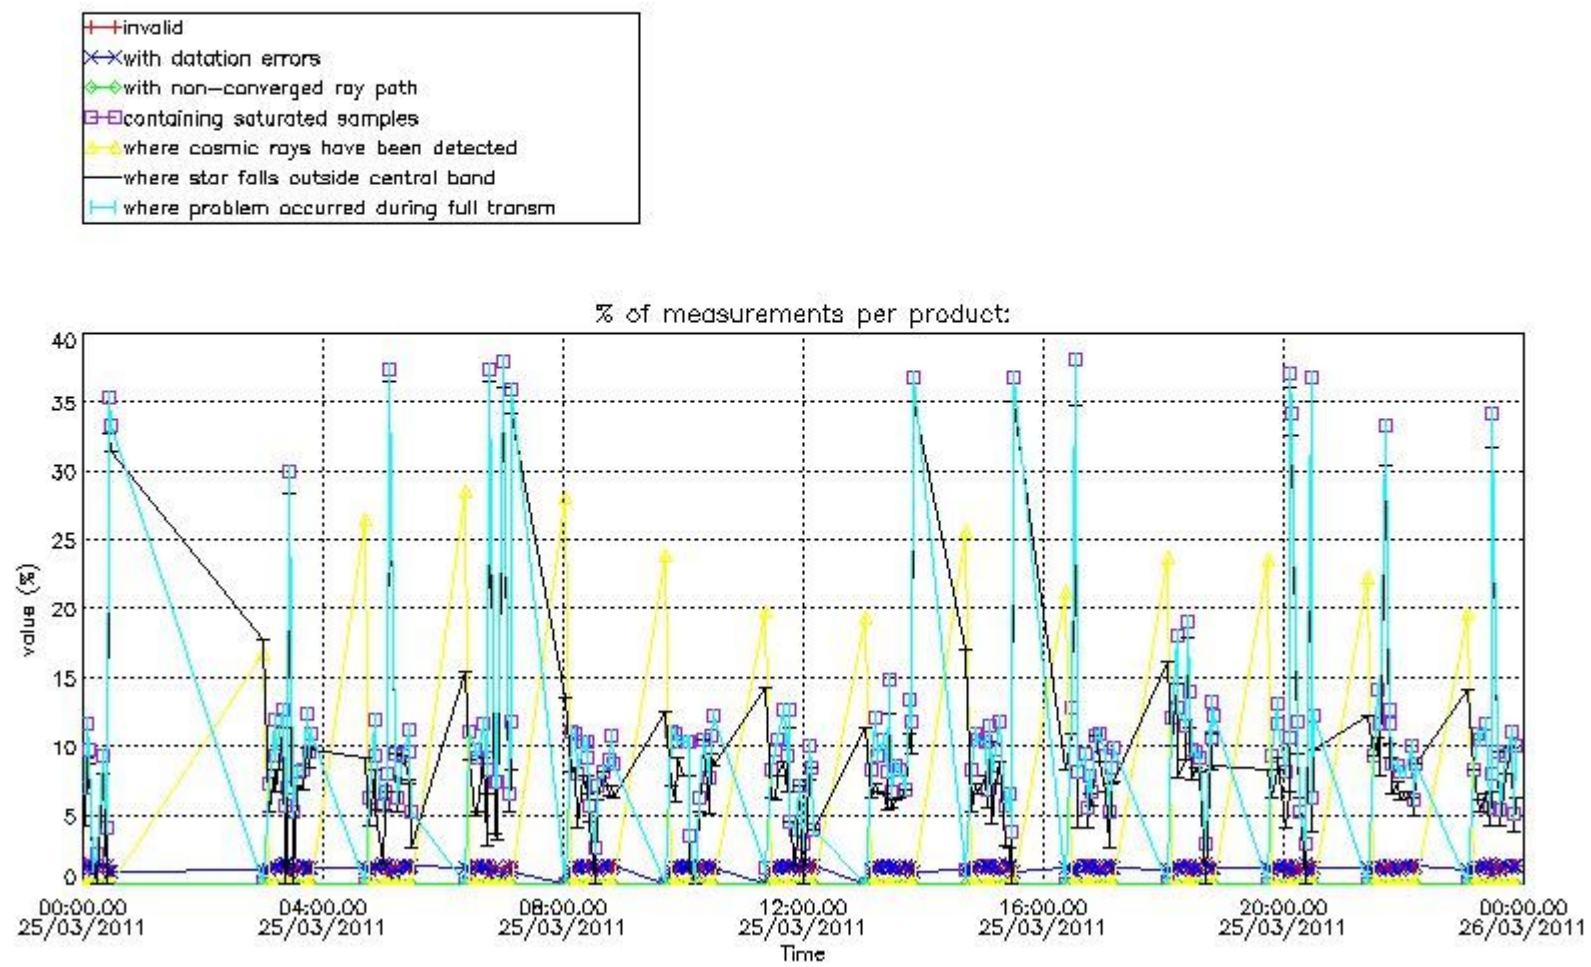 invalid
with datation errors
with non-converged ray path
containing saturated samples
where cosmic rays have been detected
where star falls outside central band
where problem occurred during full transm
% of measurements per product:
40
35
30
25
20
15
10
5
0
value (%)
00:00:00 04:00:00 08:00:00 12:00:00 16:00:00 20:00:00 00:00:00
25/03/2011 25/03/2011 25/03/2011 25/03/2011 25/03/2011 25/03/2011 26/03/2011
Time